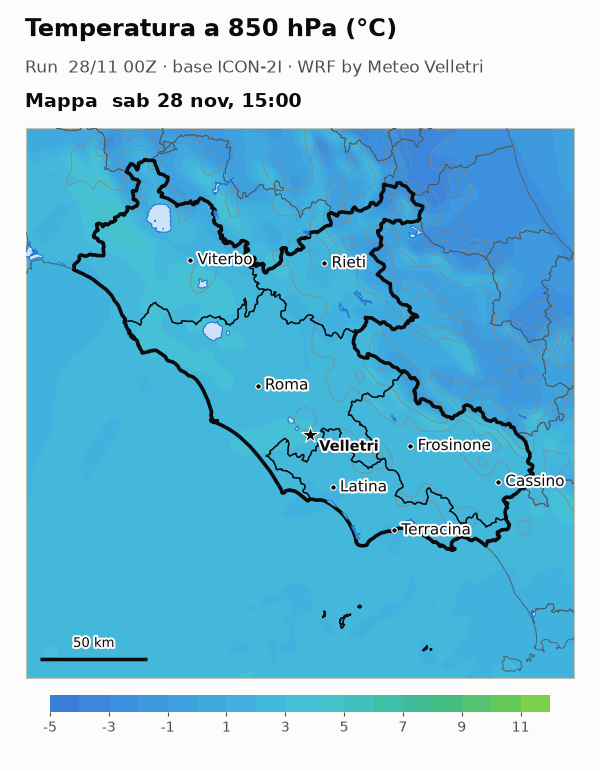 Temperatura a 850 hPa (°C)
Run  28/11 00Z · base ICON-2I · WRF by Meteo Velletri
Mappa  sab 28 nov, 15:00
Viterbo
Rieti
Roma
Velletri
Frosinone
Cassino
Latina
Terracina
50 km
-5 -3 -1 1 3 5 7 9 11